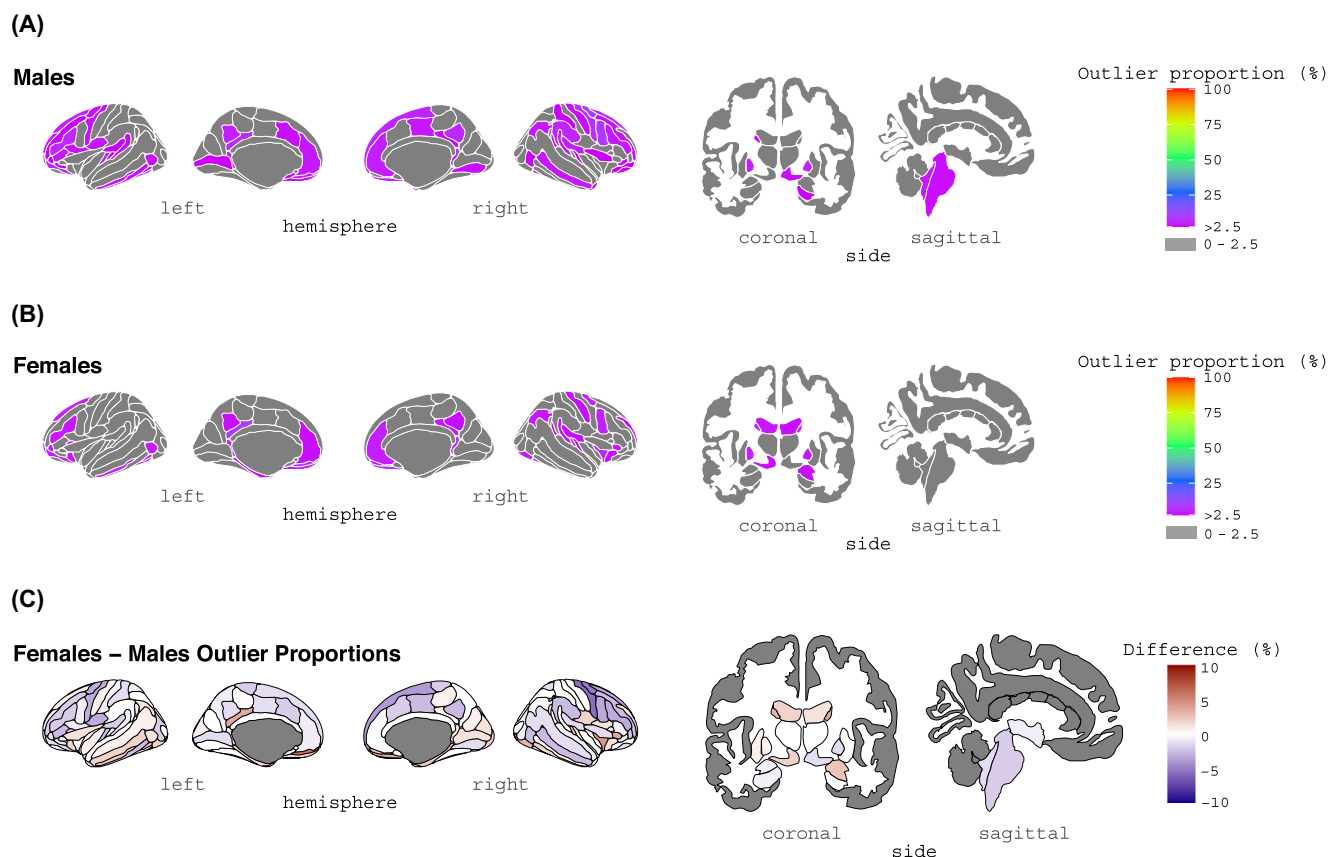 (A)
Males
left
right
hemisphere
coronal
sagittal
side
Outlier proportion (%)
100
75
50
25
>2.5
0-2.5
(B)
Females
left
right
hemisphere
coronal
sagittal
side
Outlier proportion (%)
100
75
50
25
>2.5
0-2.5
(C)
Females – Males Outlier Proportions
left
right
hemisphere
coronal
sagittal
side
Difference (%)
10
5
0
−5
−10